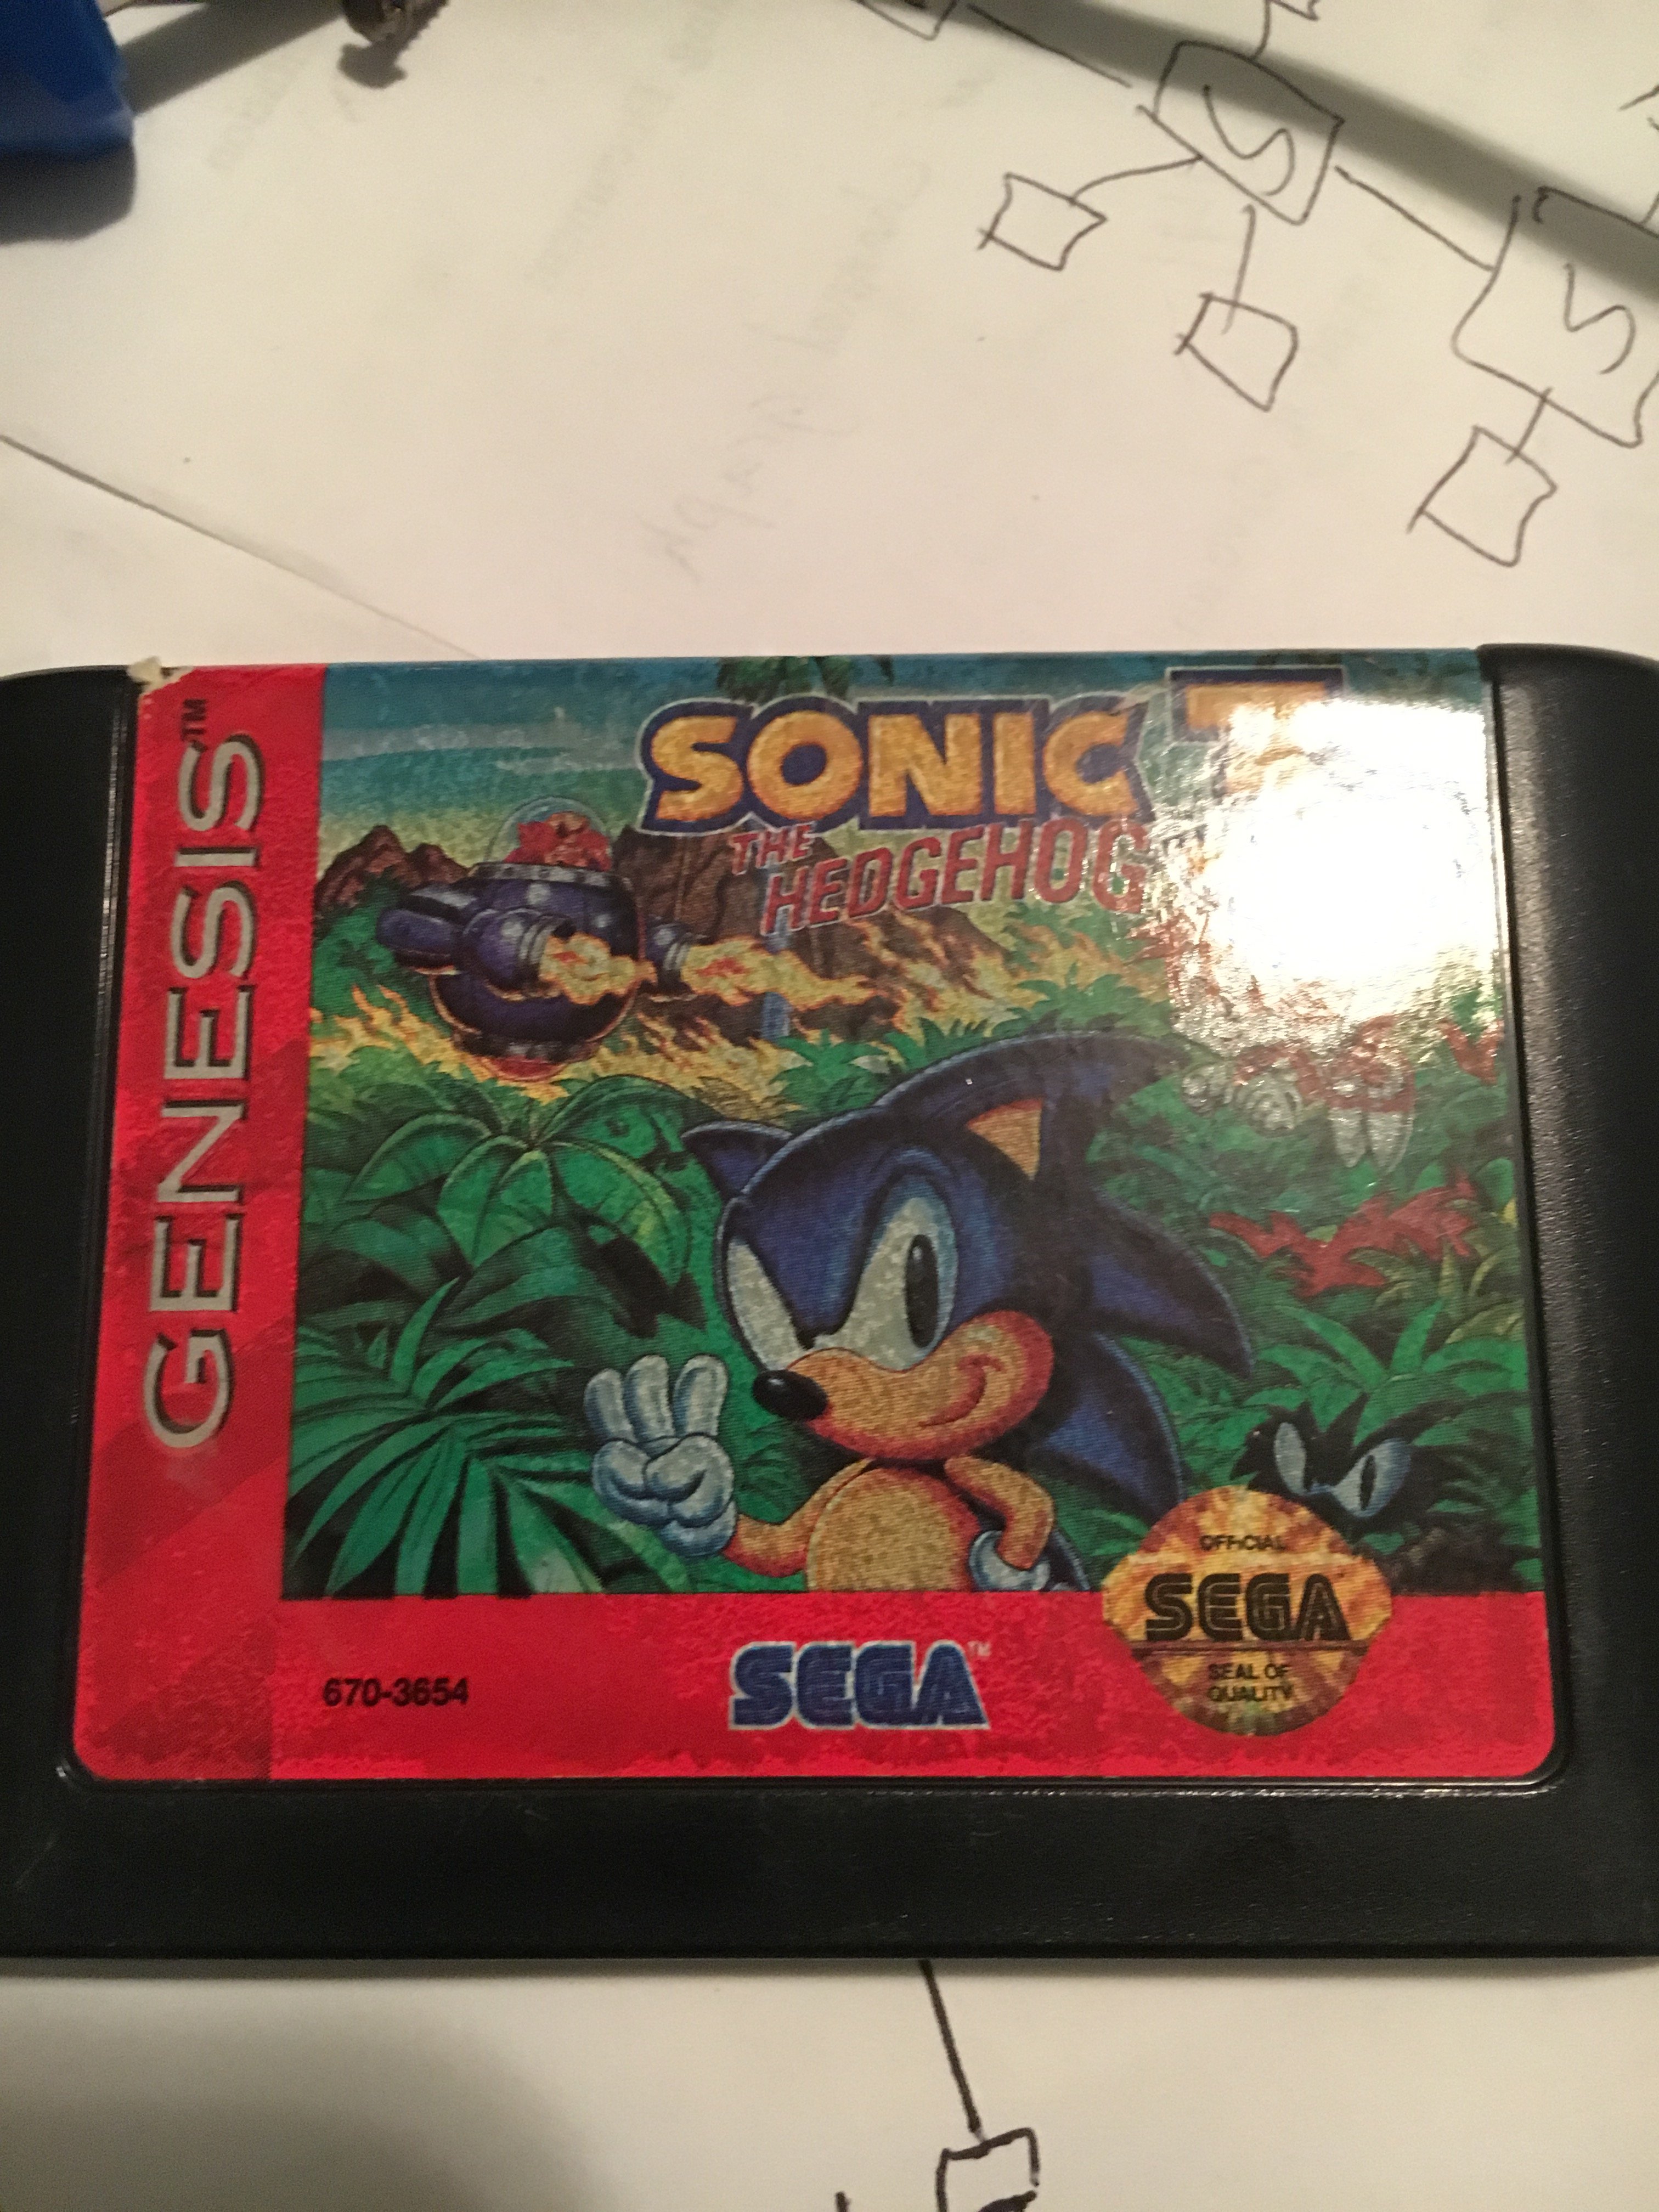 S
S
GENESIS™
SONIC
THE
HEDGEHOG
OFFICIAL
SEGA
SEAL OF
QUALITY
670-3654
SEGA™